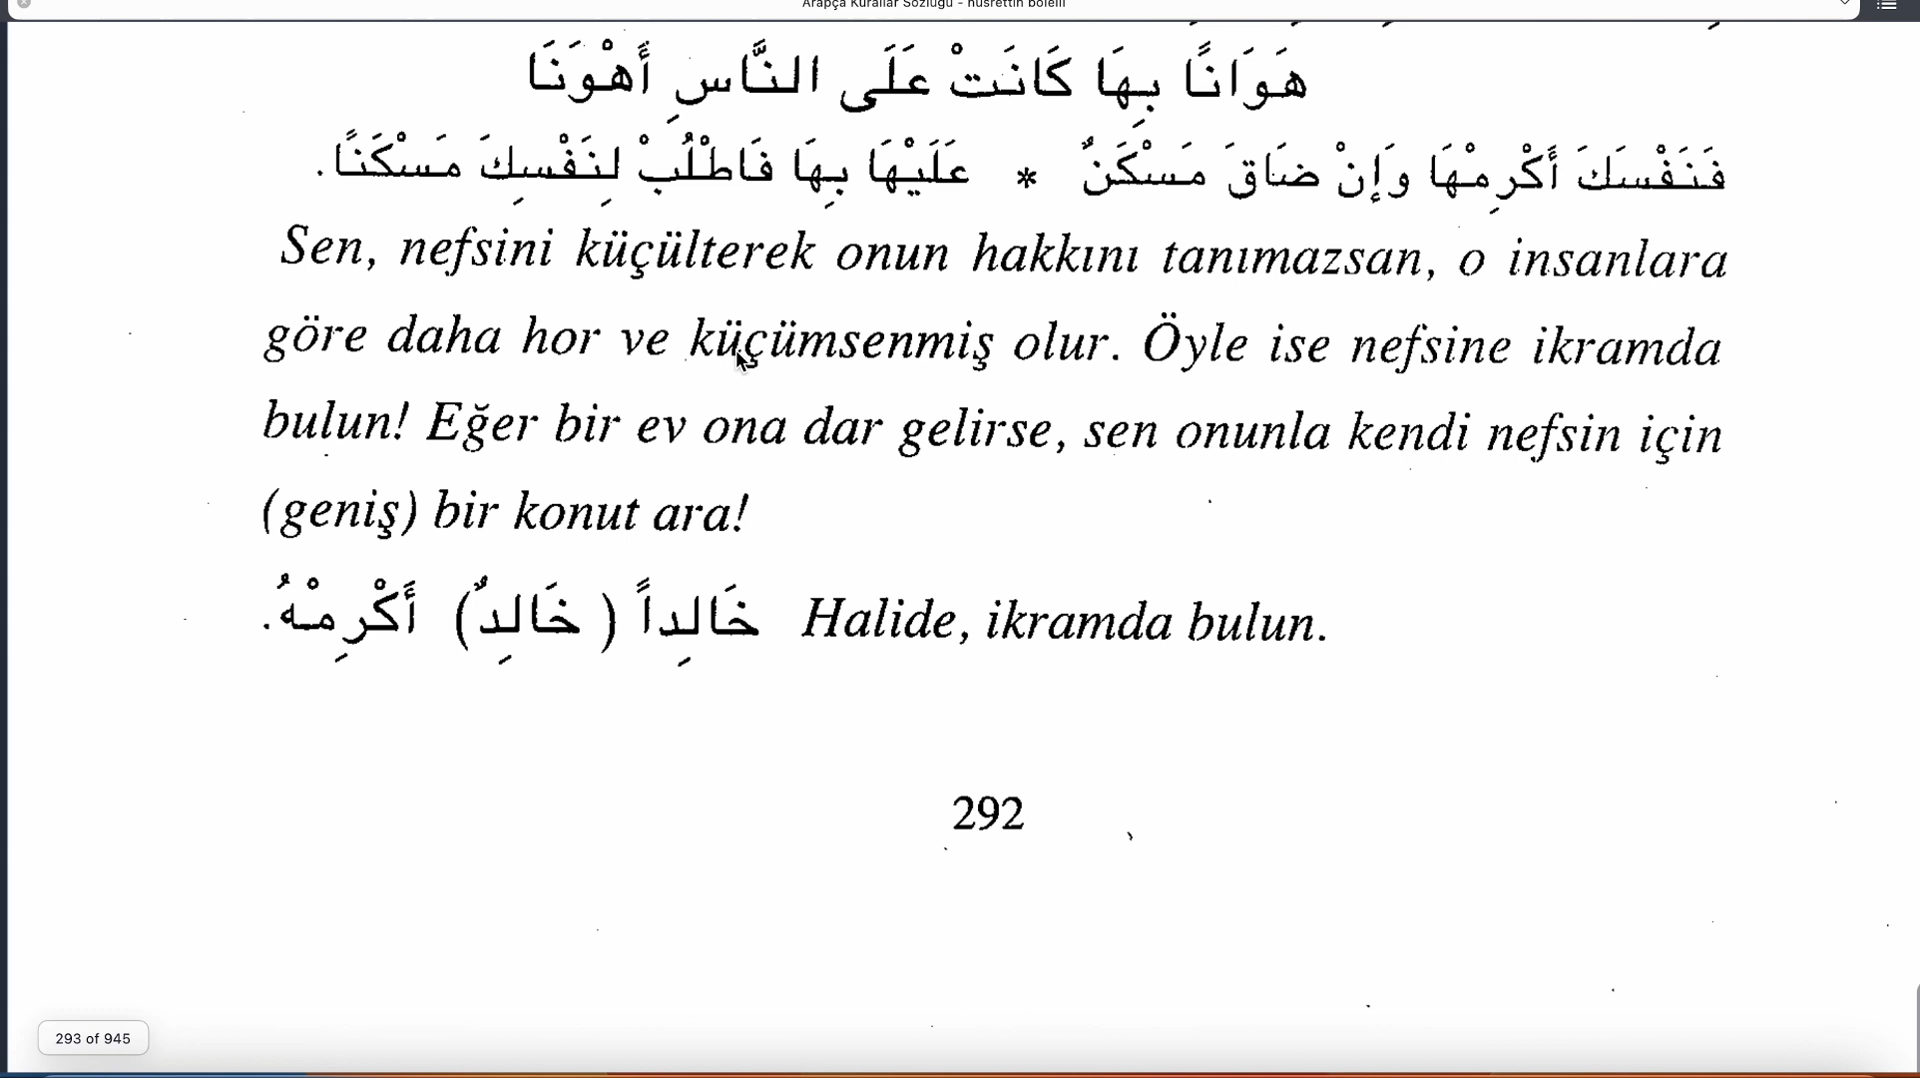 Arapça Kurallar Sözlüğü - nusrettin bolelli
هَوَانًا بِهَا كَانَتْ عَلَى النَّاسِ أَهْوَنَا
فَنَفْسَكَ أَكْرِمْهَا وَإِنْ ضَاقَ مَسْكَنٌ * عَلَيْهَا بِهَا فَاطْلُبْ لِنَفْسِكَ مَسْكَنًا.
Sen, nefsini küçülterek onun hakkını tanımazsan, o insanlara
göre daha hor ve küçümsenmiş olur. Öyle ise nefsine ikramda
bulun! Eğer bir ev ona dar gelirse, sen onunla kendi nefsin için
(geniş) bir konut ara!
خَالِداً (خَالِدٌ) أَكْرِمْهُ. Halide, ikramda bulun.
292
293 of 945